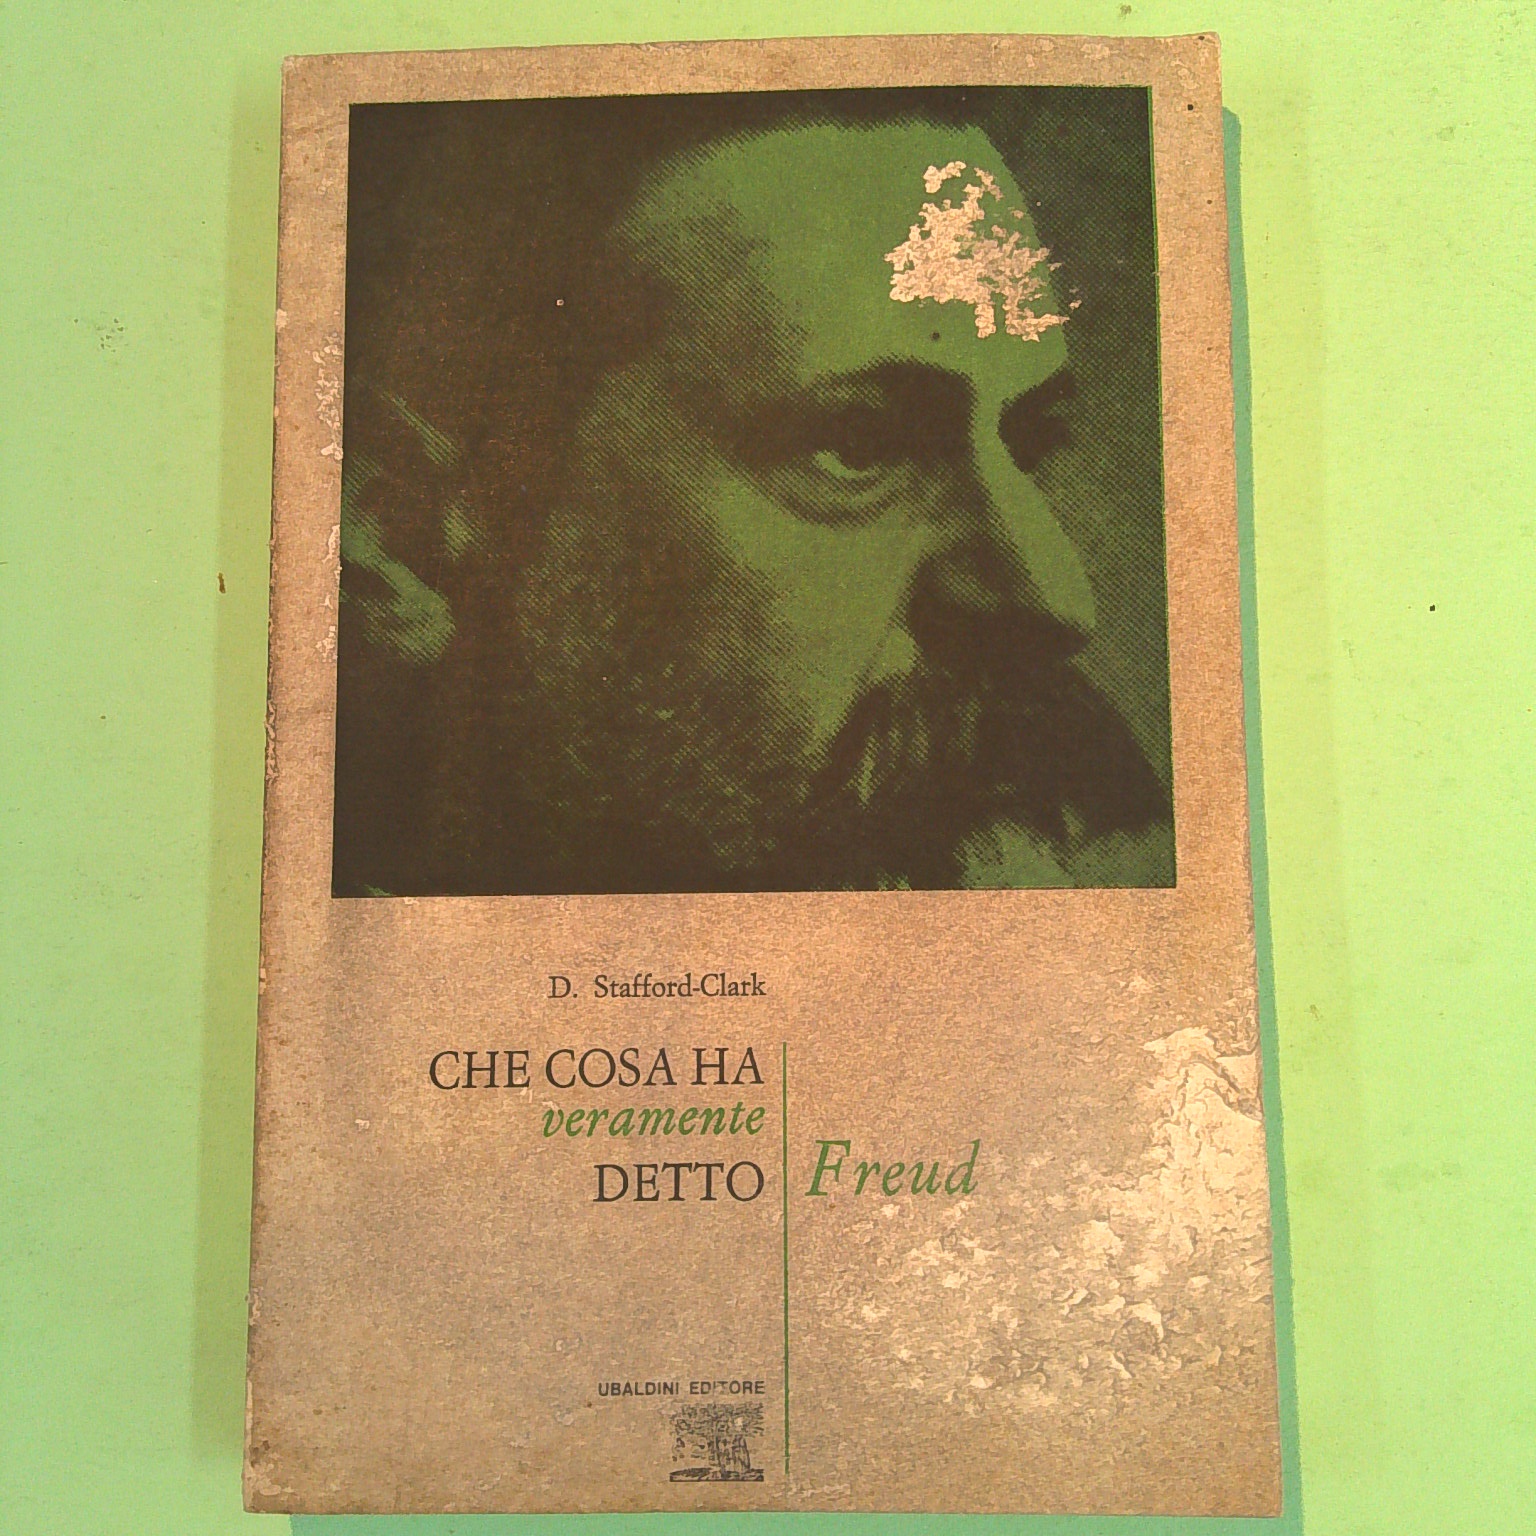 D. Stafford-Clark
CHE COSA HA
veramente
DETTO
Freud
UBALDINI EDITORE